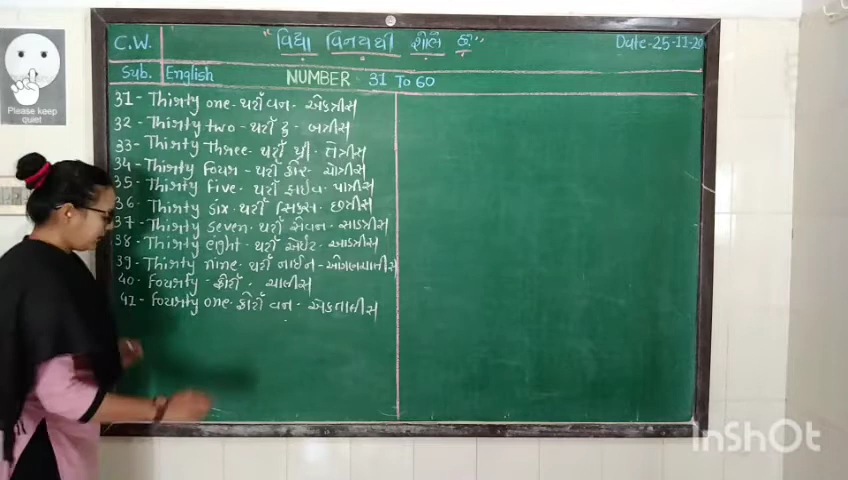 Please keep quiet
C.W.
"વિદ્યા વિનયથી શોભે છે."
Date-25-11-20
Sub. English
NUMBER 31 To 60
31 - Thirty one - થર્ટી વન - એકત્રીસ
32 - Thirty two - થર્ટી ટુ - બત્રીસ
33 - Thirty Three - થર્ટી થ્રી - તેત્રીસ
34 - Thirty Four - થર્ટી ફોર - ચોત્રીસ
35 - Thirty five - થર્ટી ફાઈવ - પાત્રીસ
36 - Thirty six - થર્ટી સિક્સ - છત્રીસ
37 - Thirty seven - થર્ટી સેવન - સાડત્રીસ
38 - Thirty eight - થર્ટી એઈટ - આડત્રીસ
39 - Thirty nine - થર્ટી નાઈન - ઓગણચાલીસ
40 - Fourty - ફોર્ટી - ચાલીસ
41 - Fourty one - ફોર્ટી વન - એકતાલીસ
InShOt